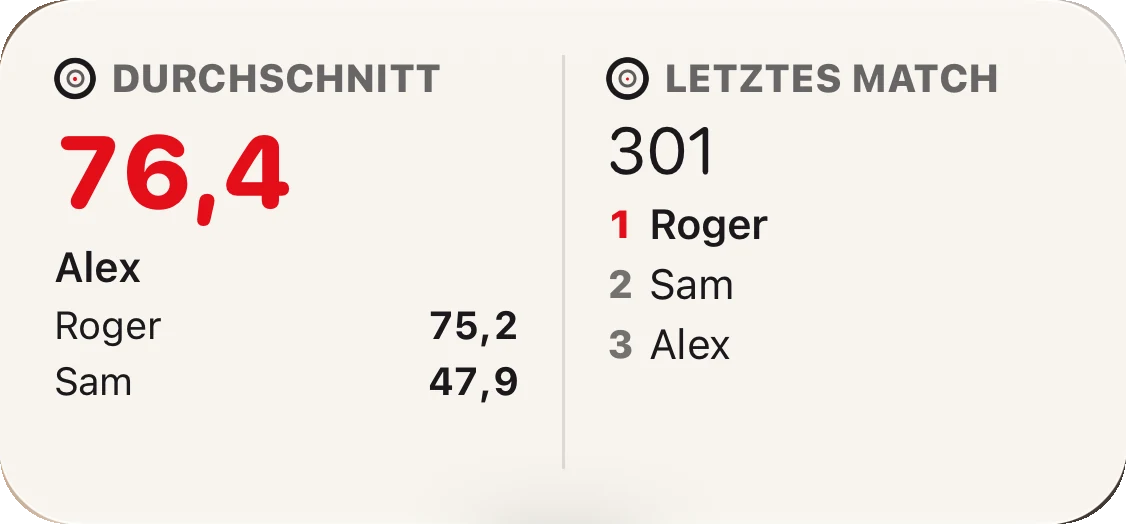 DURCHSCHNITT
76,4
Alex
Roger 75,2
Sam 47,9
LETZTES MATCH
301
1 Roger
2 Sam
3 Alex